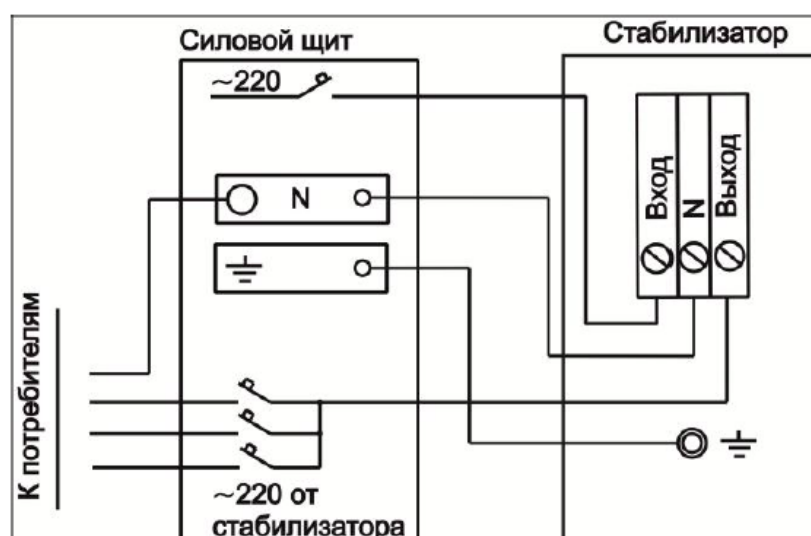 Силовой щит
Стабилизатор
~220
Вход
N
Выход
N
К потребителям
~220 от
стабилизатора